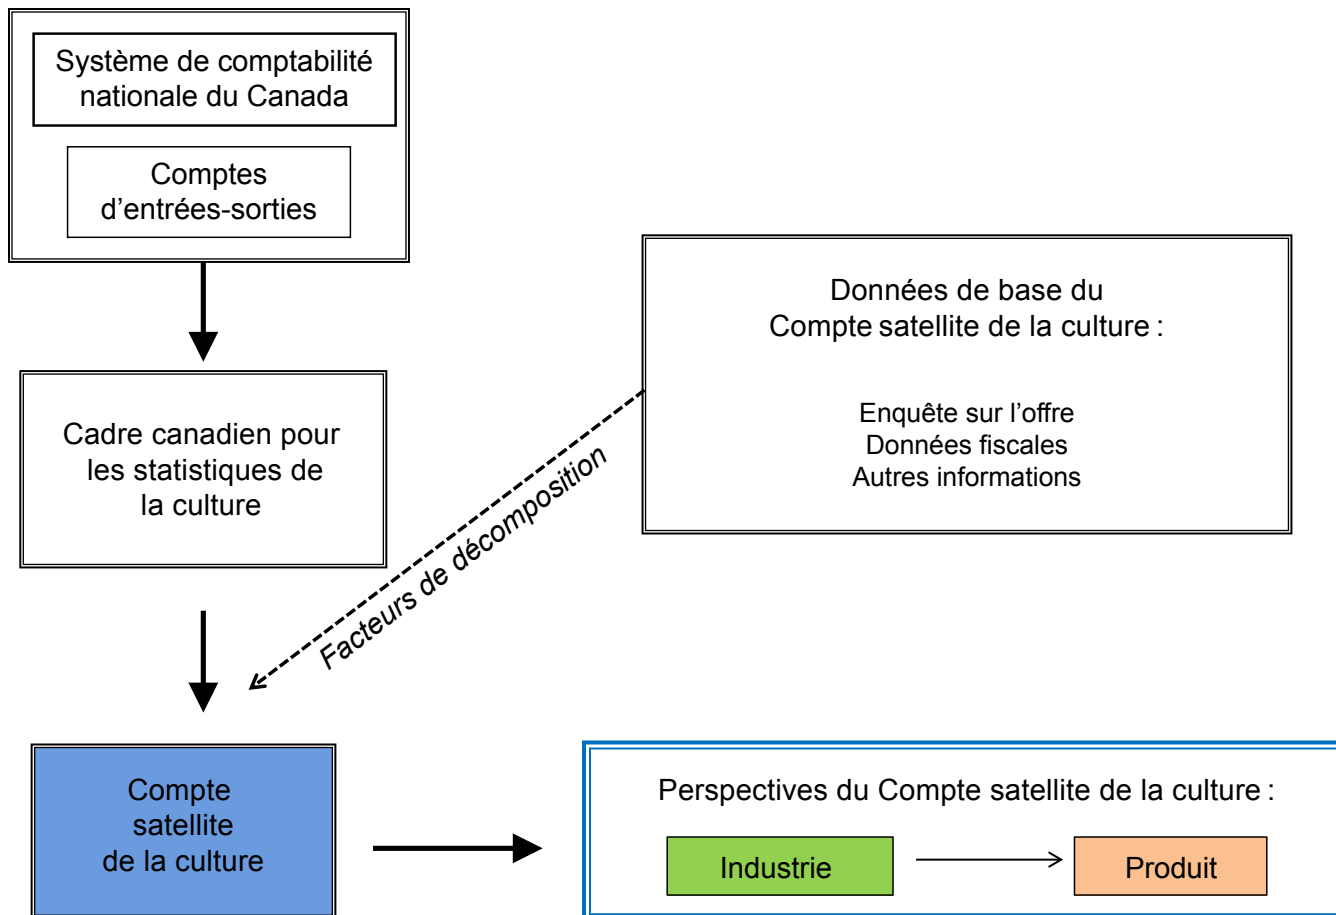 Système de comptabilité
nationale du Canada
Comptes
d'entrées-sorties
Données de base du
Compte satellite de la culture :
Enquête sur l’offre
Données fiscales
Autres informations
Cadre canadien pour
les statistiques de
la culture
Facteurs de décomposition
Compte
satellite
de la culture
Perspectives du Compte satellite de la culture :
Industrie
Produit